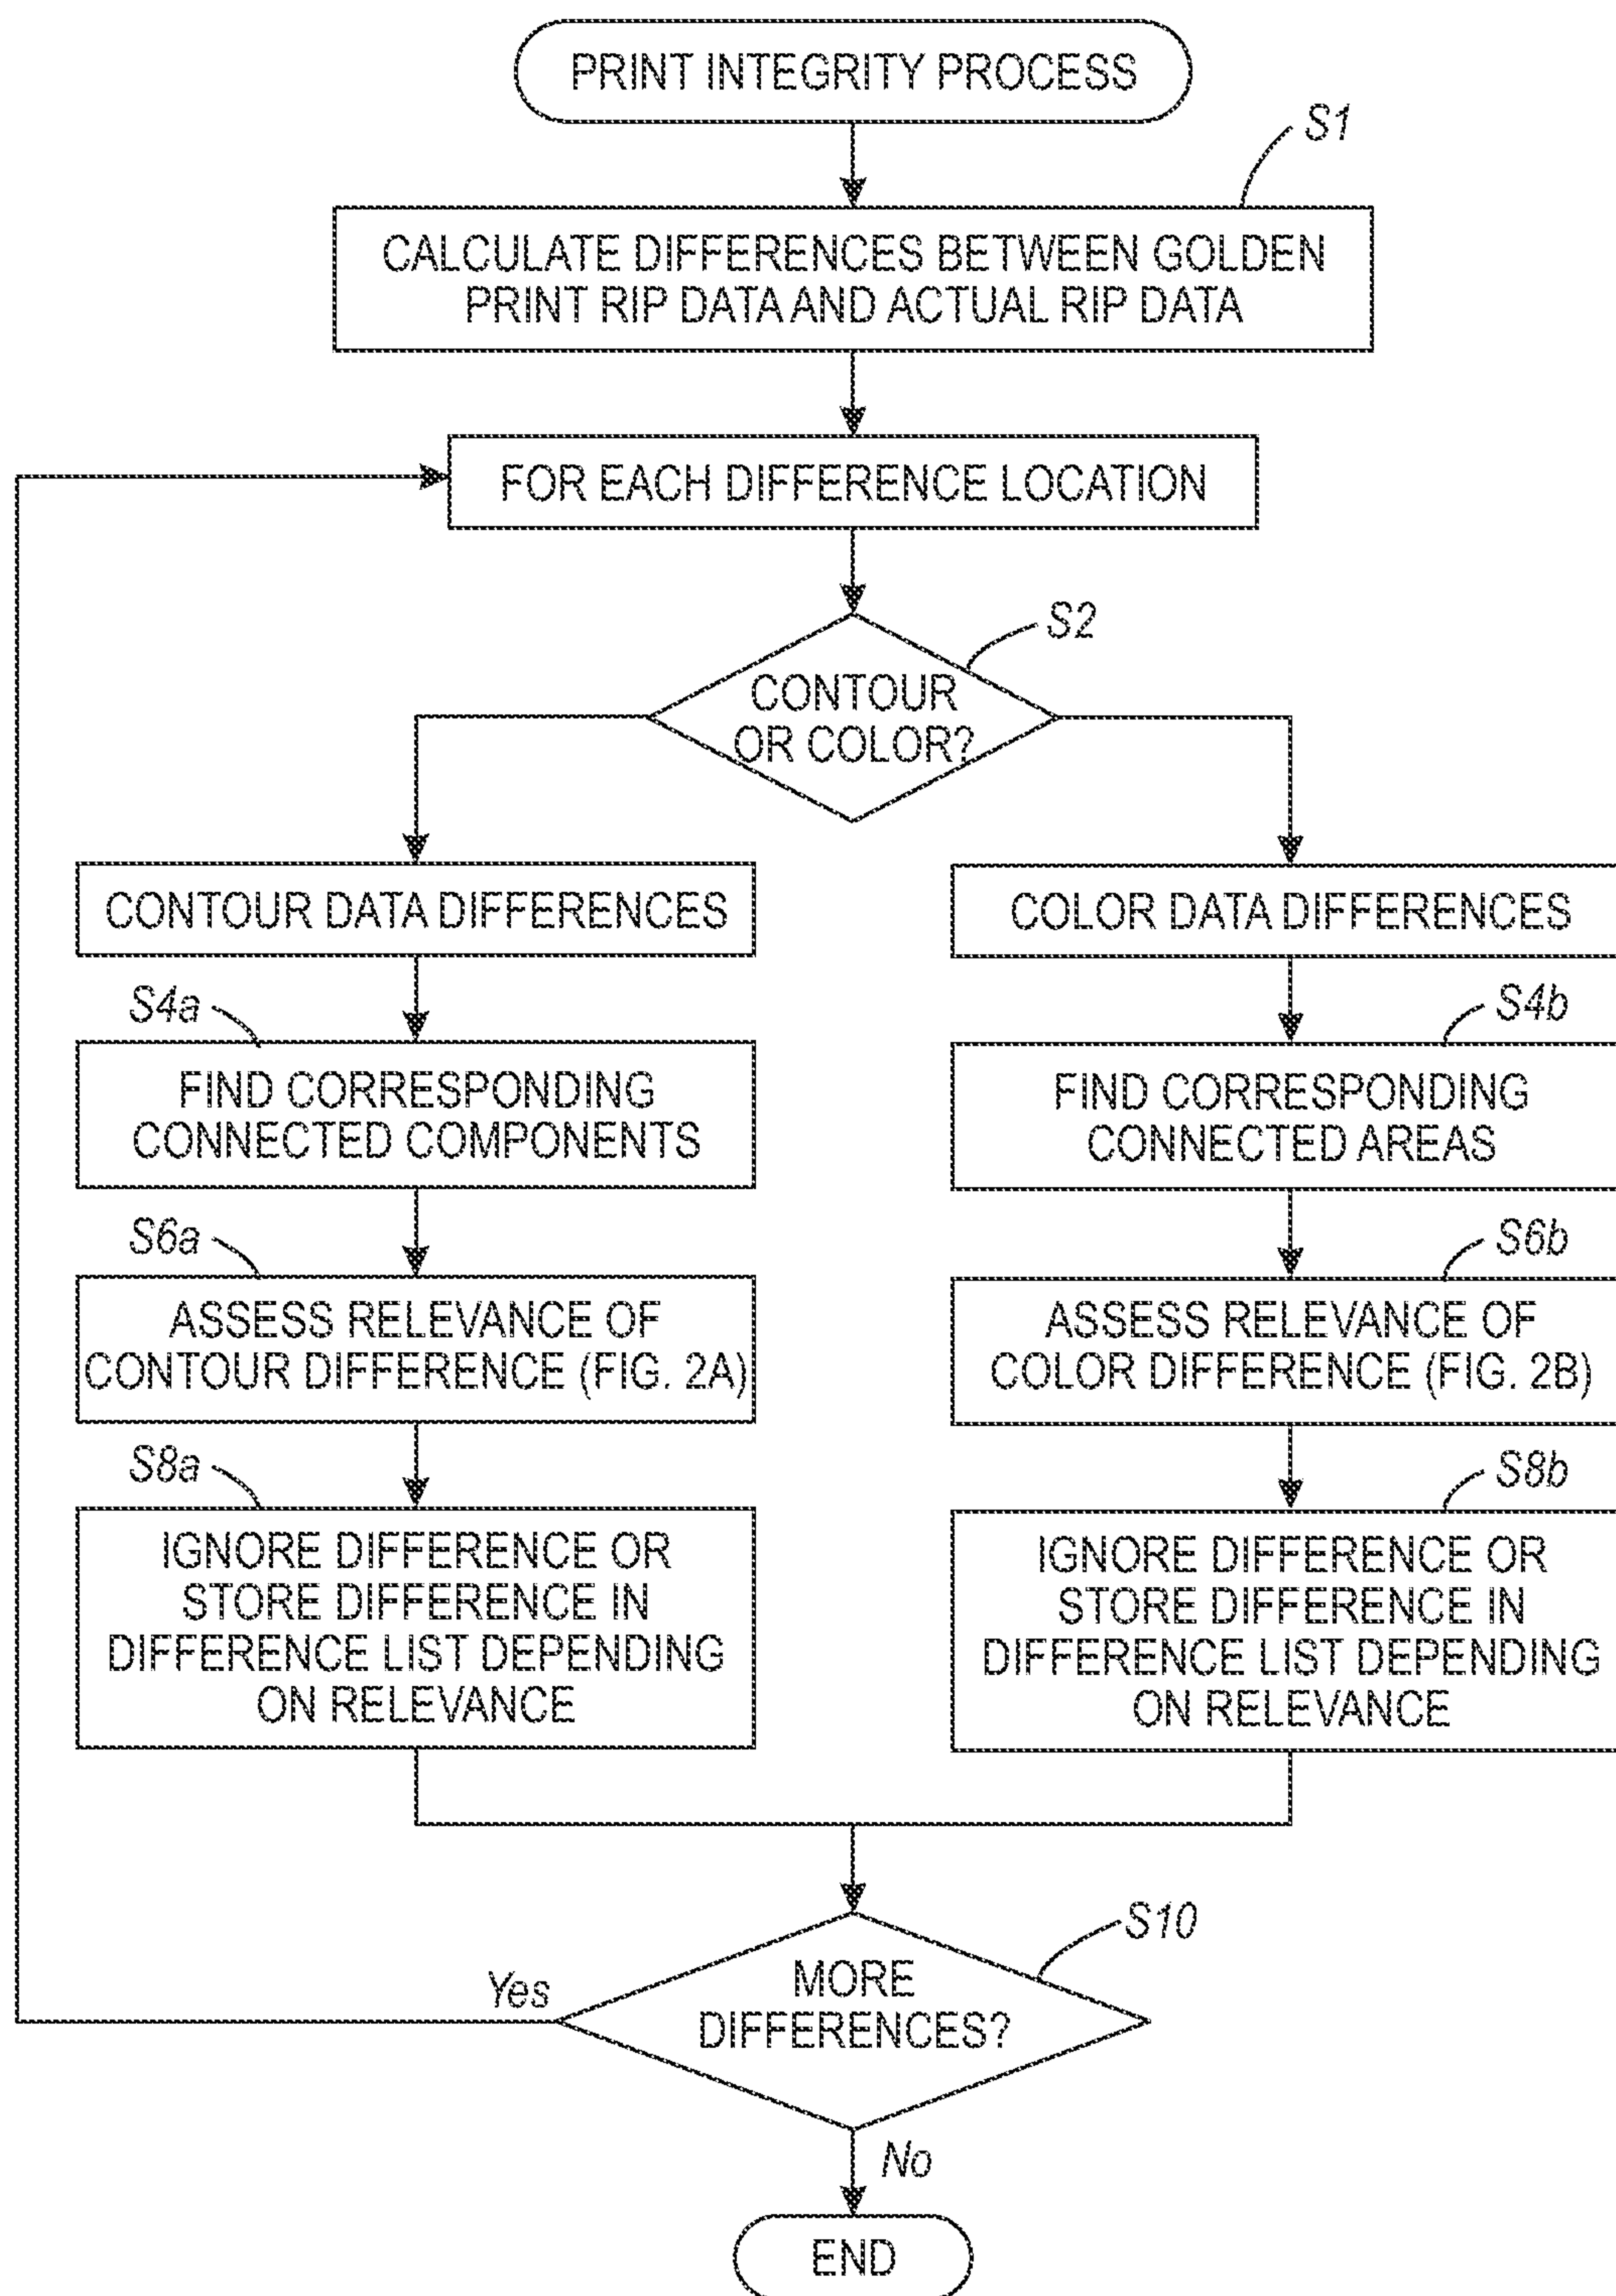 PRINT INTEGRITY PROCESS
S1
CALCULATE DIFFERENCES BETWEEN GOLDEN
PRINT RIP DATA AND ACTUAL RIP DATA
FOR EACH DIFFERENCE LOCATION
S2
CONTOUR
OR COLOR?
CONTOUR DATA DIFFERENCES
S4a
FIND CORRESPONDING
CONNECTED COMPONENTS
S6a
ASSESS RELEVANCE OF
CONTOUR DIFFERENCE (FIG. 2A)
S8a
IGNORE DIFFERENCE OR
STORE DIFFERENCE IN
DIFFERENCE LIST DEPENDING
ON RELEVANCE
COLOR DATA DIFFERENCES
S4b
FIND CORRESPONDING
CONNECTED AREAS
S6b
ASSESS RELEVANCE OF
COLOR DIFFERENCE (FIG. 2B)
S8b
IGNORE DIFFERENCE OR
STORE DIFFERENCE IN
DIFFERENCE LIST DEPENDING
ON RELEVANCE
S10
MORE
DIFFERENCES?
Yes
No
END